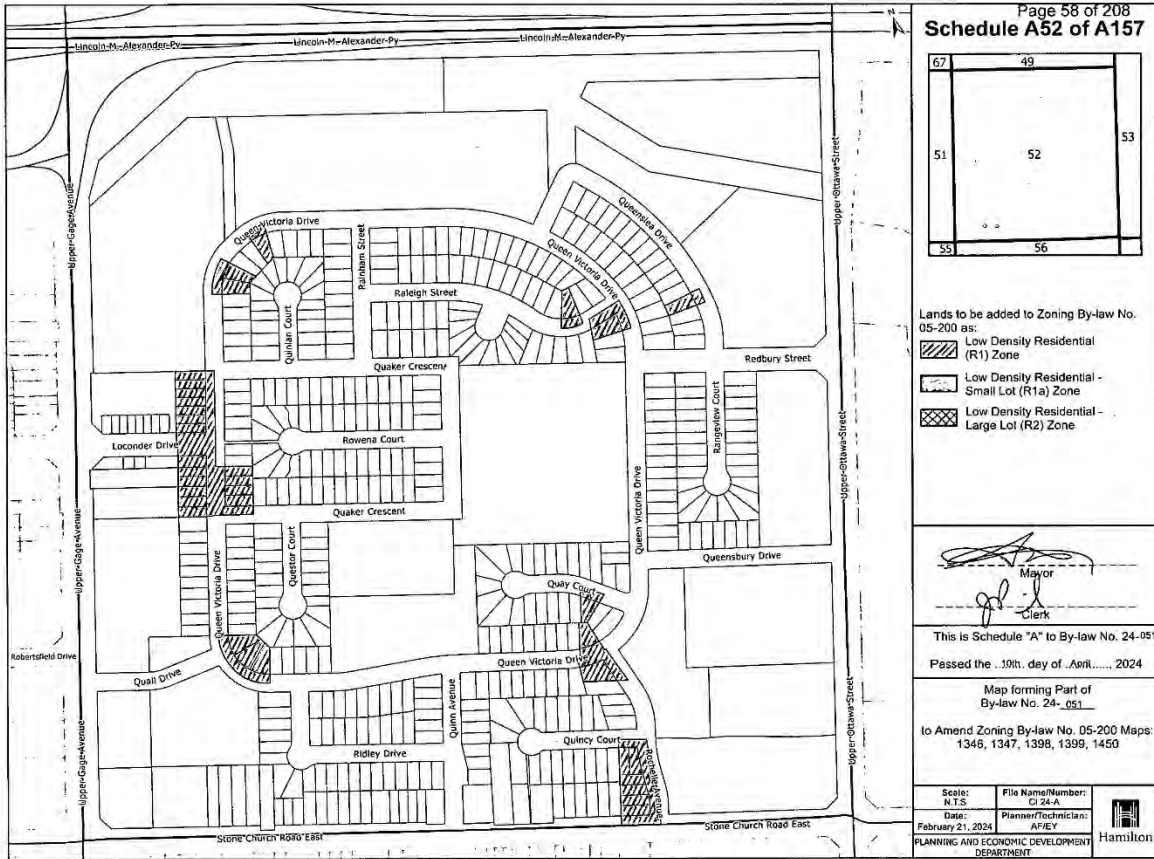 Page 58 of 208
Schedule A52 of A157
Lincoln-M.-Alexander-Py
Lincoln-M.-Alexander-Py
Lincoln-M.-Alexander-Py
N
67
49
51
52
53
55
56
Upper-Gage-Avenue
Upper-Ottawa-Street
Queen Victoria Drive
Rainham Street
Queenslea Drive
Queen Victoria Drive
Raleigh Street
Quinlan Court
Quaker Crescent
Redbury Street
Rangeview Court
Loconder Drive
Rowena Court
Quaker Crescent
Upper-Gage-Avenue
Upper-Ottawa-Street
Queen Victoria Drive
Queen Victoria Drive
Questor Court
Queensbury Drive
Quay Court
Robertsfield Drive
Quail Drive
Queen Victoria Drive
Quinn Avenue
Ridley Drive
Quincy Court
Rochelle Avenue
Upper-Gage-Avenue
Upper-Ottawa-Street
Stone Church Road East
Stone Church Road East
Lands to be added to Zoning By-law No.
05-200 as:
Low Density Residential
(R1) Zone
Low Density Residential -
Small Lot (R1a) Zone
Low Density Residential -
Large Lot (R2) Zone
Mayor
Clerk
This is Schedule "A" to By-law No. 24-051
Passed the ..10th. day of .April....., 2024
Map forming Part of
By-law No. 24-_051_
to Amend Zoning By-law No. 05-200 Maps:
1346, 1347, 1398, 1399, 1450
Scale:
N.T.S
File Name/Number:
CI 24-A
Date:
February 21, 2024
Planner/Technician:
AF/EY
PLANNING AND ECONOMIC DEVELOPMENT
DEPARTMENT
Hamilton